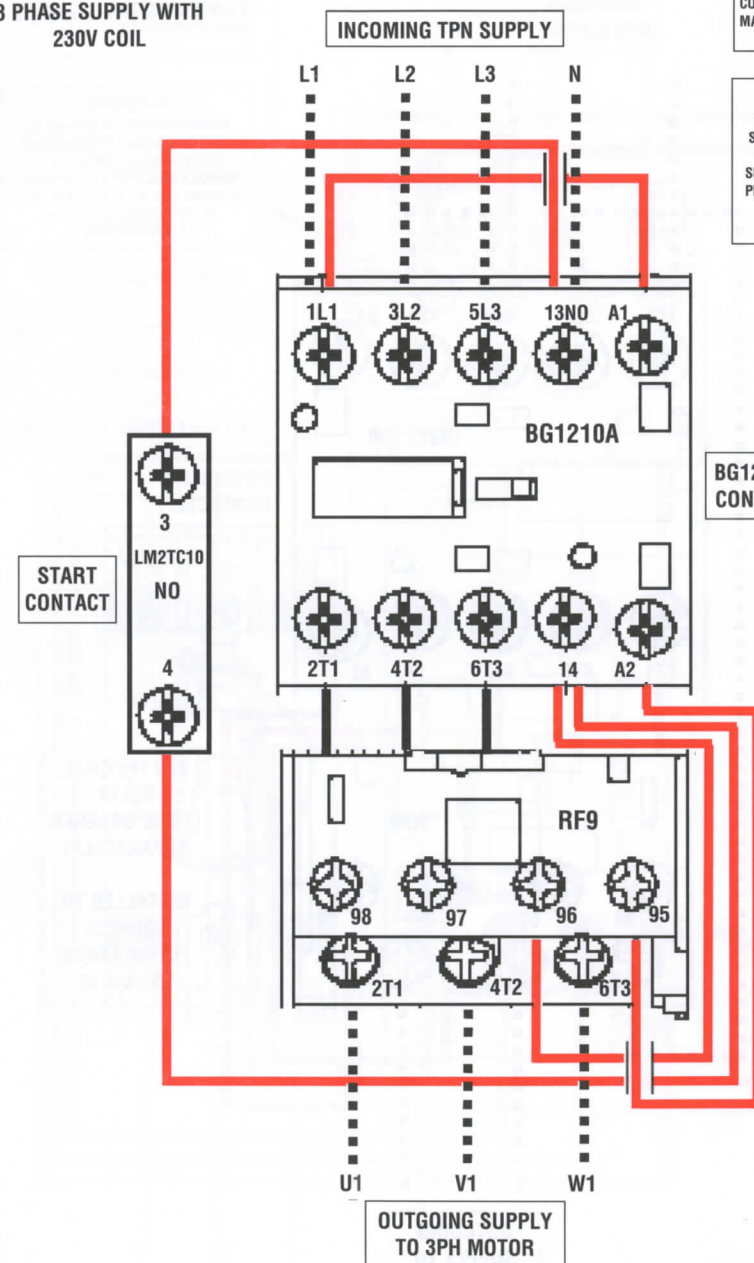 3 PHASE SUPPLY WITH
230V COIL
INCOMING TPN SUPPLY
L1 L2 L3 N
1L1 3L2 5L3 13NO A1
BG1210A
3
LM2TC10
NO
4
START
CONTACT
2T1 4T2 6T3 14 A2
RF9
98 97 96 95
2T1 4T2 6T3
U1 V1 W1
OUTGOING SUPPLY
TO 3PH MOTOR